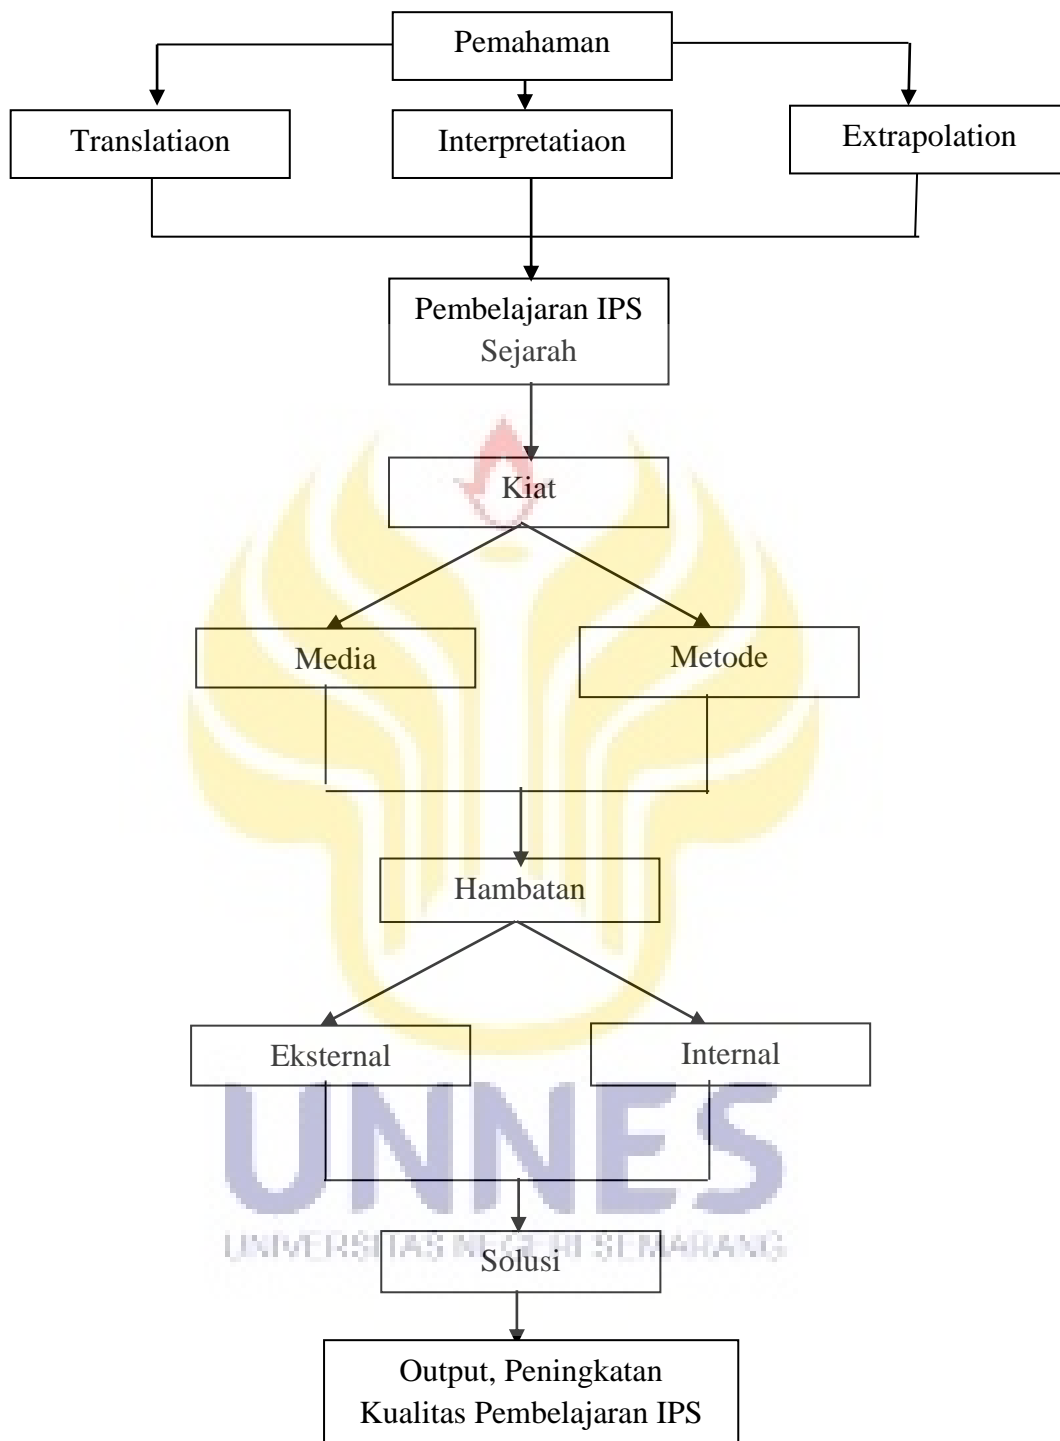 Pemahaman
Translatiaon
Interpretatiaon
Extrapolation
Pembelajaran IPS
Sejarah
Kiat
Media
Metode
Hambatan
Eksternal
Internal
UNNES
UNIVERSITAS NEGERI SEMARANG
Solusi
Output, Peningkatan
Kualitas Pembelajaran IPS